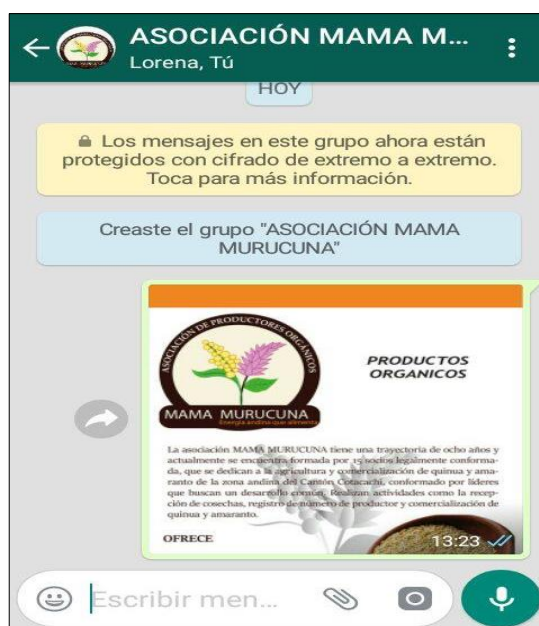 ASOCIACIÓN MAMA M...
Lorena, Tú
HOY
Los mensajes en este grupo ahora están
protegidos con cifrado de extremo a extremo.
Toca para más información.
Creaste el grupo "ASOCIACIÓN MAMA
MURUCUNA"
ASOCIACIÓN DE PRODUCTORES ORGÁNICOS
MAMA MURUCUNA
Energía andina que alimenta
PRODUCTOS
ORGANICOS
La asociación MAMA MURUCUNA tiene una trayectoria de ocho años y
actualmente se encuentra formada por 15 socios legalmente conforma-
da, que se dedican a la agricultura y comercialización de quinua y ama-
ranto de la zona andina del Cantón Cotacachi, conformado por líderes
que buscan un desarrollo común. Realizan actividades como la recep-
ción de cosechas, registro de número de productor y comercialización de
quinua y amaranto.
OFRECE
13:23
Escribir men...